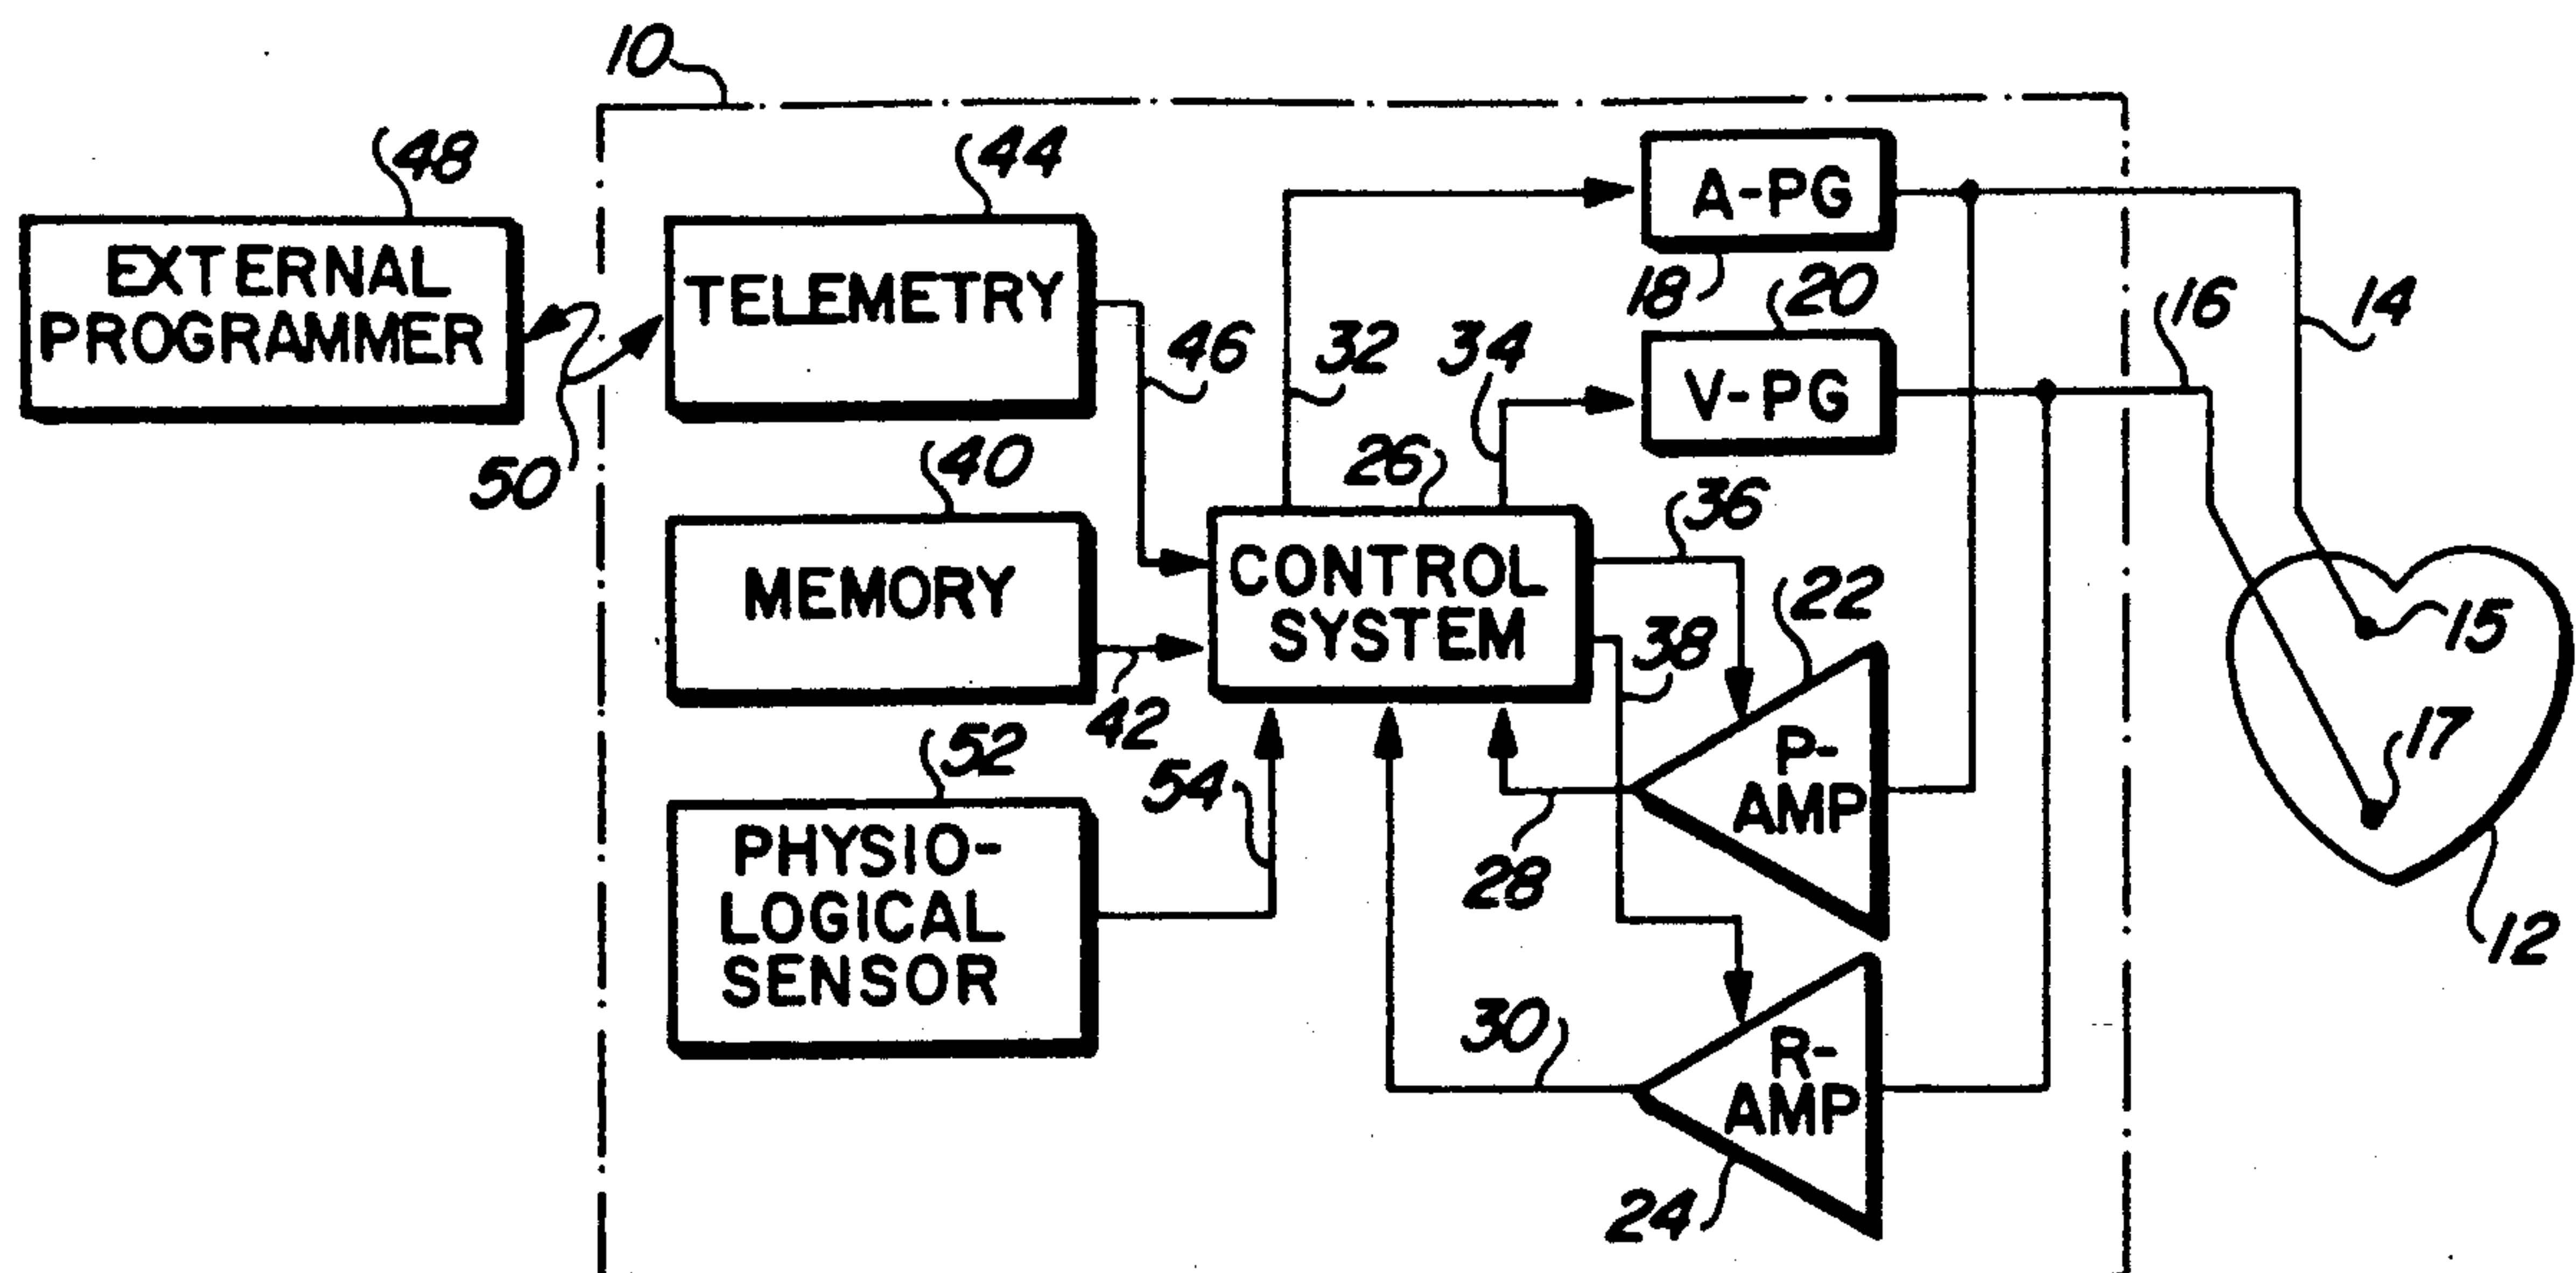 10
48
EXTERNAL
PROGRAMMER
50
44
TELEMETRY
46
40
MEMORY
42
52
PHYSIO-
LOGICAL
SENSOR
54
32
34
26
CONTROL
SYSTEM
A-PG
18
20
V-PG
36
38
22
P-
AMP
28
30
R-
AMP
24
14
16
15
17
12